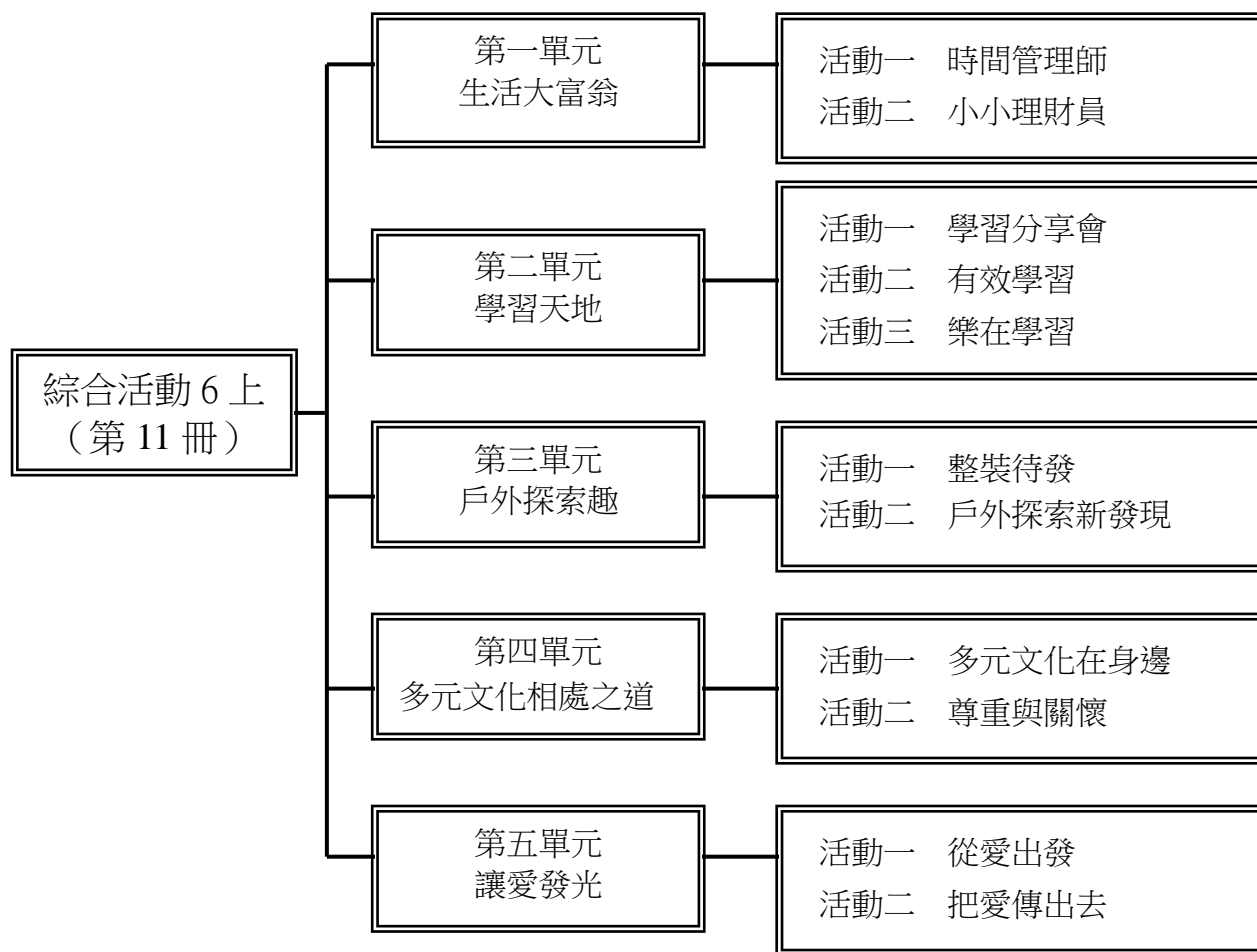 綜合活動 6 上
（第 11 冊）
第一單元
生活大富翁
活動一　時間管理師
活動二　小小理財員
第二單元
學習天地
活動一　學習分享會
活動二　有效學習
活動三　樂在學習
第三單元
戶外探索趣
活動一　整裝待發
活動二　戶外探索新發現
第四單元
多元文化相處之道
活動一　多元文化在身邊
活動二　尊重與關懷
第五單元
讓愛發光
活動一　從愛出發
活動二　把愛傳出去